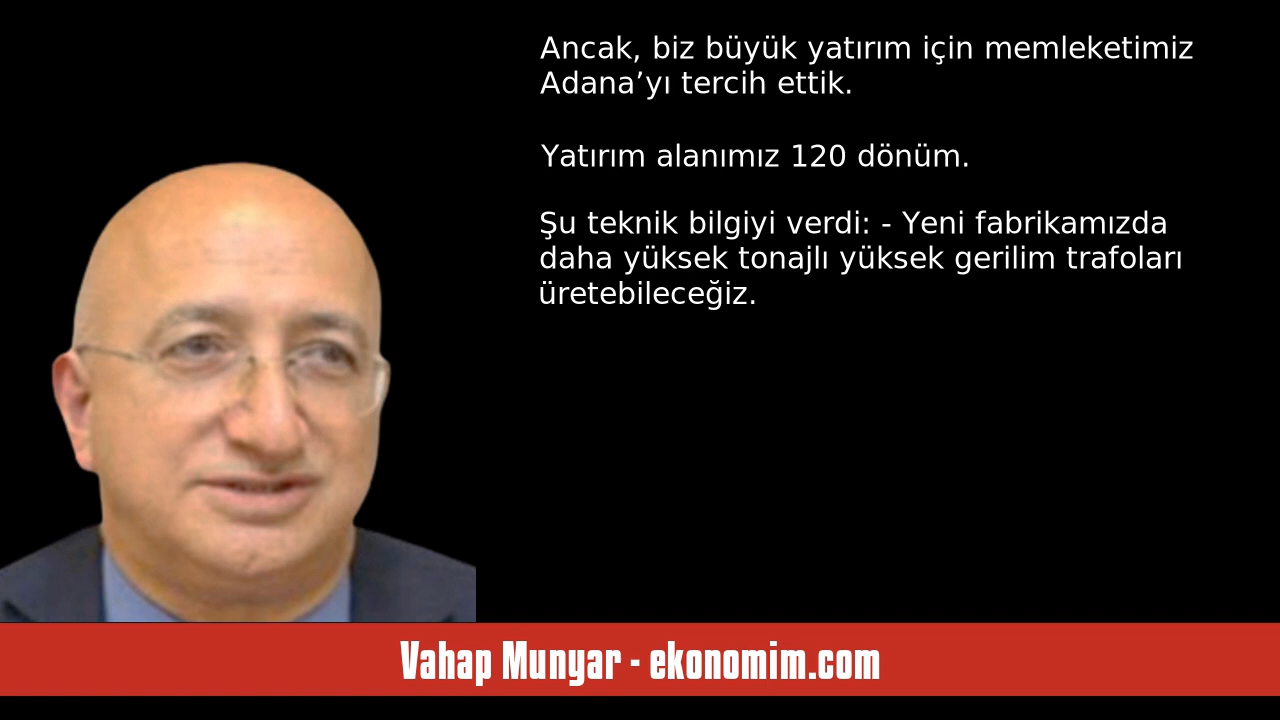 Ancak, biz büyük yatırım için memleketimiz
Adana’yı tercih ettik.
Yatırım alanımız 120 dönüm.
Şu teknik bilgiyi verdi: - Yeni fabrikamızda
daha yüksek tonajlı yüksek gerilim trafoları
üretebileceğiz.
Vahap Munyar - ekonomim.com